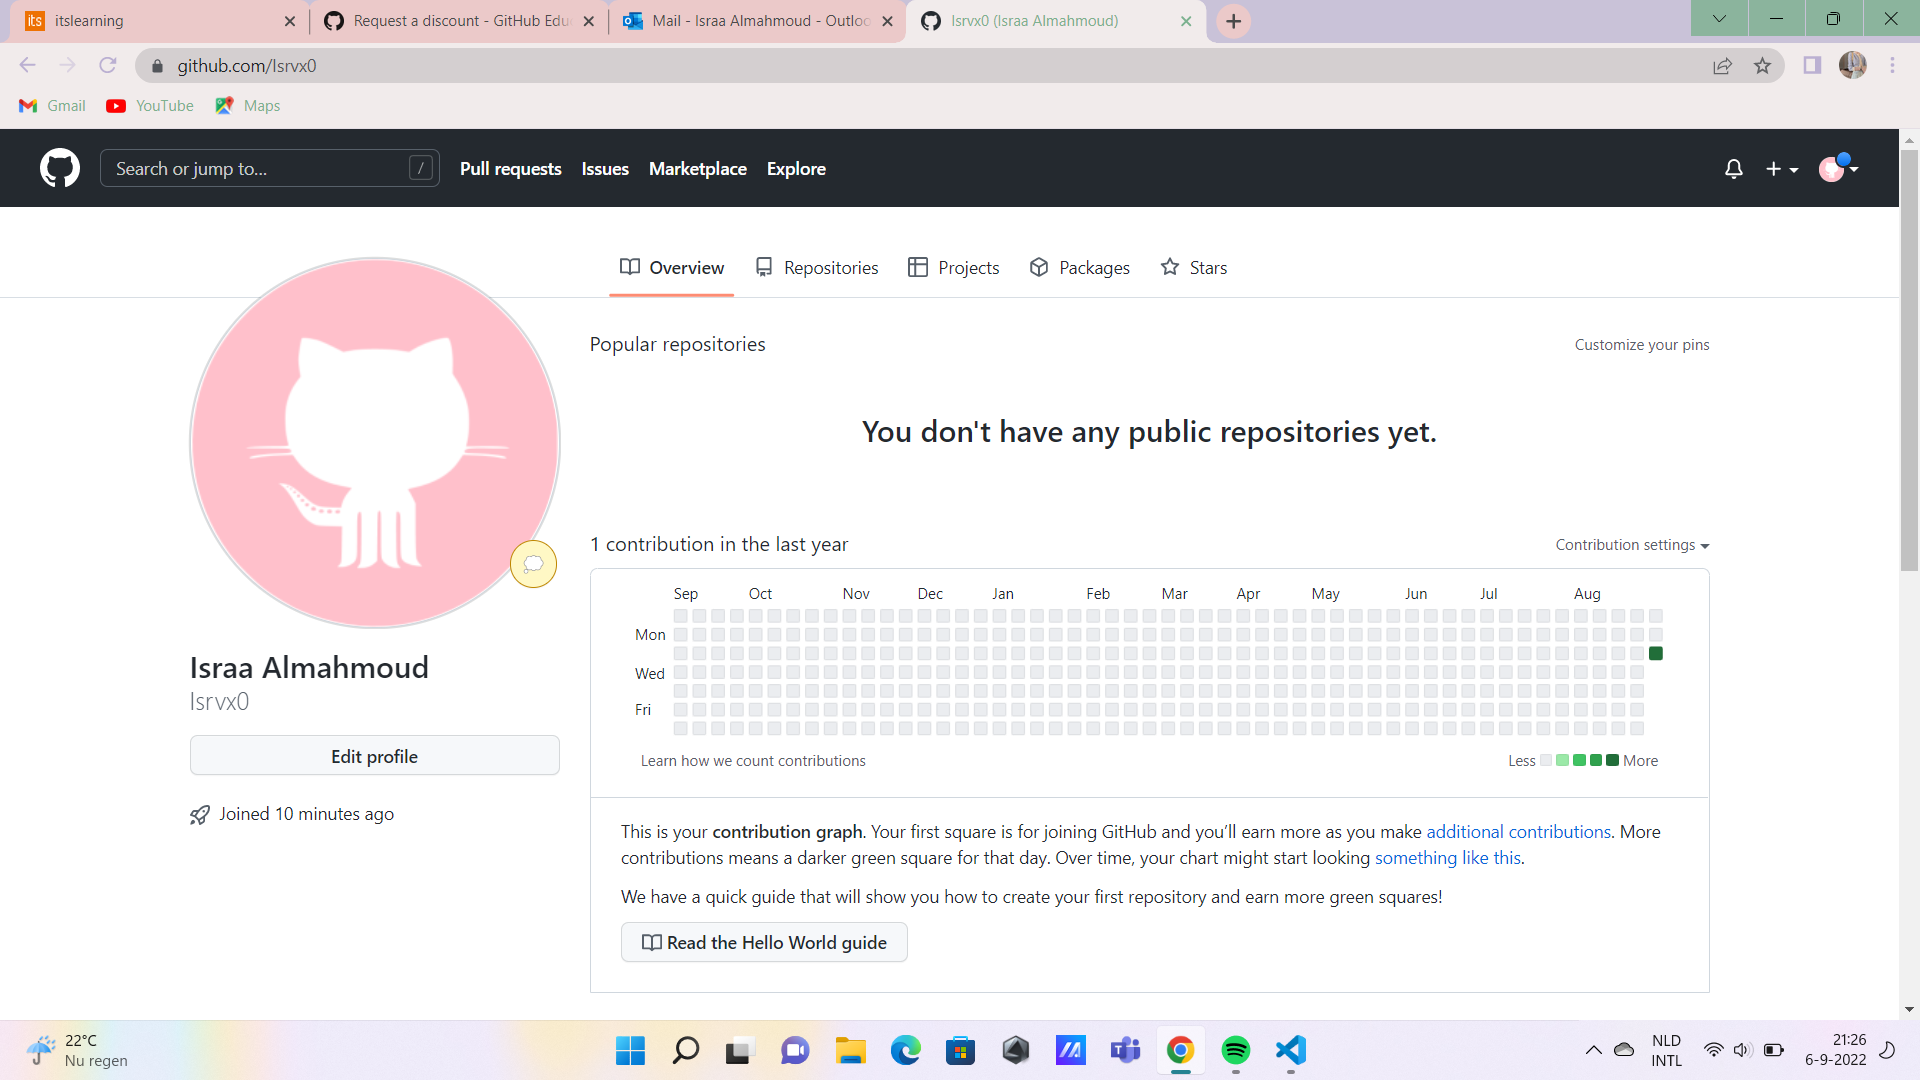 its itslearning
Request a discount - GitHub Edu
Mail - Israa Almahmoud - Outloo
Isrvx0 (Israa Almahmoud)
github.com/Isrvx0
Gmail YouTube Maps
Search or jump to... /
Pull requests Issues Marketplace Explore
Overview Repositories Projects Packages Stars
Popular repositories
Customize your pins
You don't have any public repositories yet.
1 contribution in the last year
Contribution settings
Sep Oct Nov Dec Jan Feb Mar Apr May Jun Jul Aug
Mon
Wed
Fri
Learn how we count contributions
Less More
Israa Almahmoud
Isrvx0
Edit profile
Joined 10 minutes ago
This is your contribution graph. Your first square is for joining GitHub and you’ll earn more as you make additional contributions. More
contributions means a darker green square for that day. Over time, your chart might start looking something like this.
We have a quick guide that will show you how to create your first repository and earn more green squares!
Read the Hello World guide
22°C
Nu regen
NLD
INTL
21:26
6-9-2022